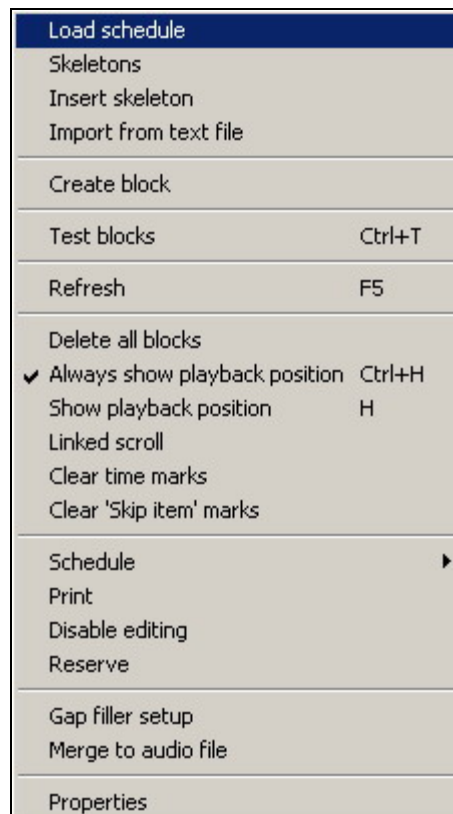 Load schedule
Skeletons
Insert skeleton
Import from text file
Create block
Test blocks Ctrl+T
Refresh F5
Delete all blocks
Always show playback position Ctrl+H
Show playback position H
Linked scroll
Clear time marks
Clear 'Skip item' marks
Schedule
Print
Disable editing
Reserve
Gap filler setup
Merge to audio file
Properties